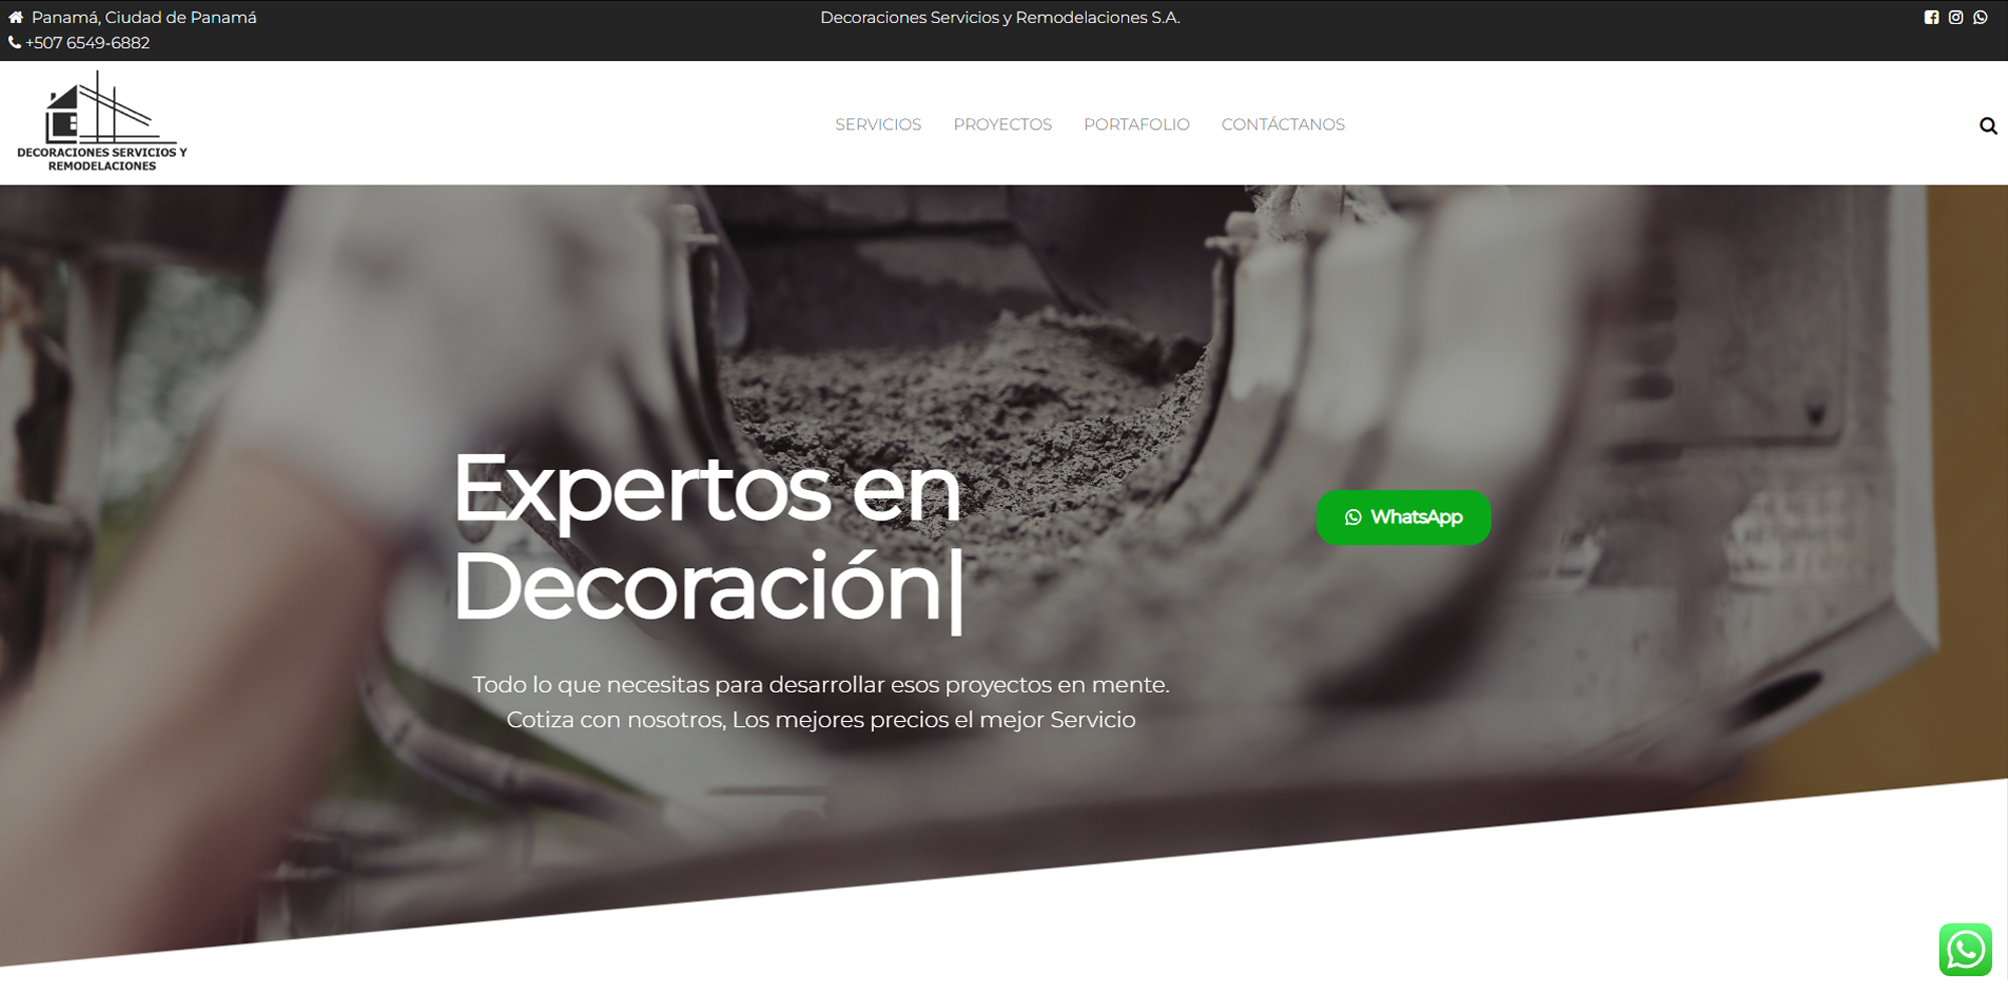 Panamá, Ciudad de Panamá
+507 6549-6882
Decoraciones Servicios y Remodelaciones S.A.
DECORACIONES SERVICIOS Y
REMODELACIONES
SERVICIOS PROYECTOS PORTAFOLIO CONTÁCTANOS
Expertos en
Decoración|
WhatsApp
Todo lo que necesitas para desarrollar esos proyectos en mente.
Cotiza con nosotros, Los mejores precios el mejor Servicio